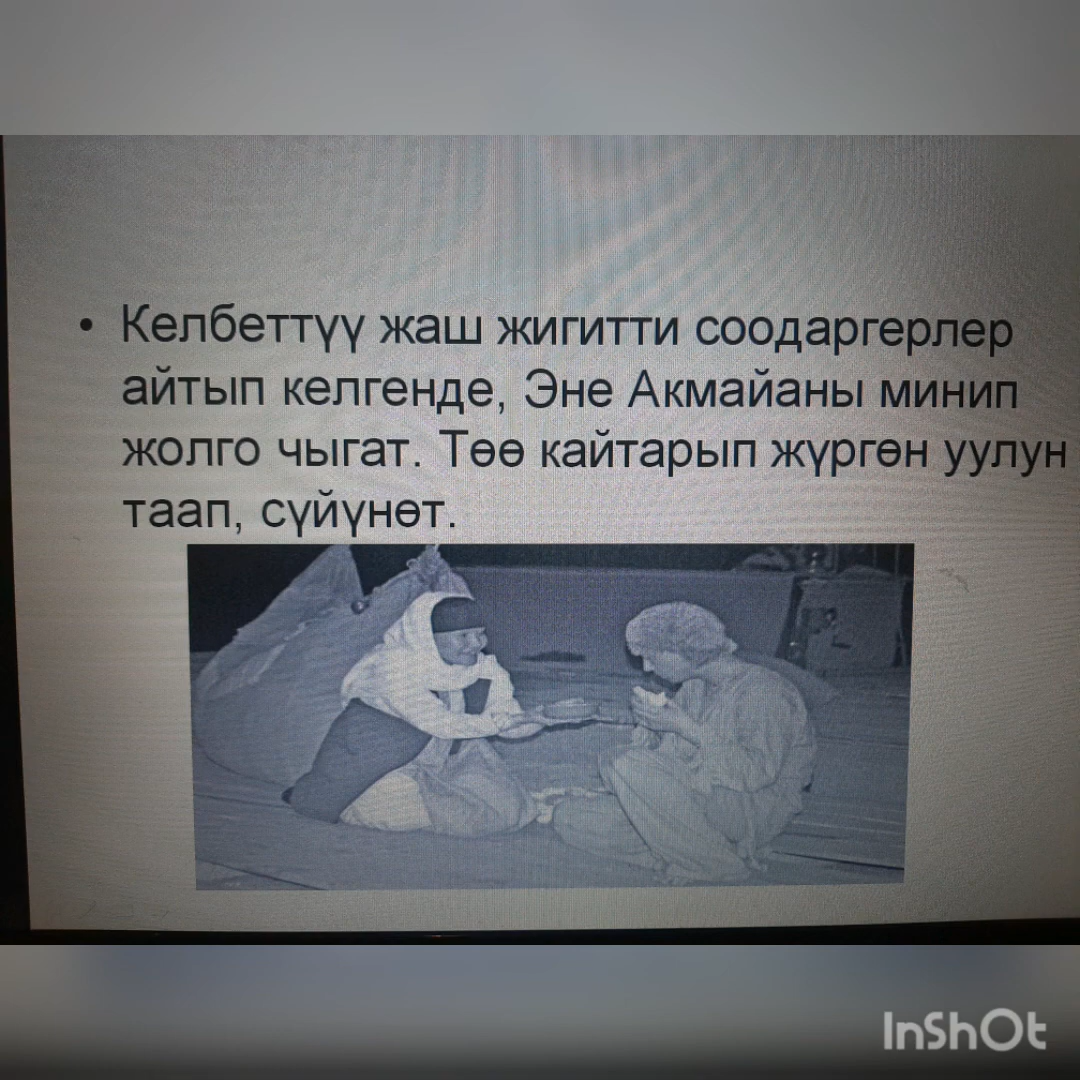 • Келбеттүү жаш жигитти соодаргерлер
айтып келгенде, Эне Акмайаны минип
жолго чыгат. Төө кайтарып жүргөн уулун
таап, сүйүнөт.
InShOt